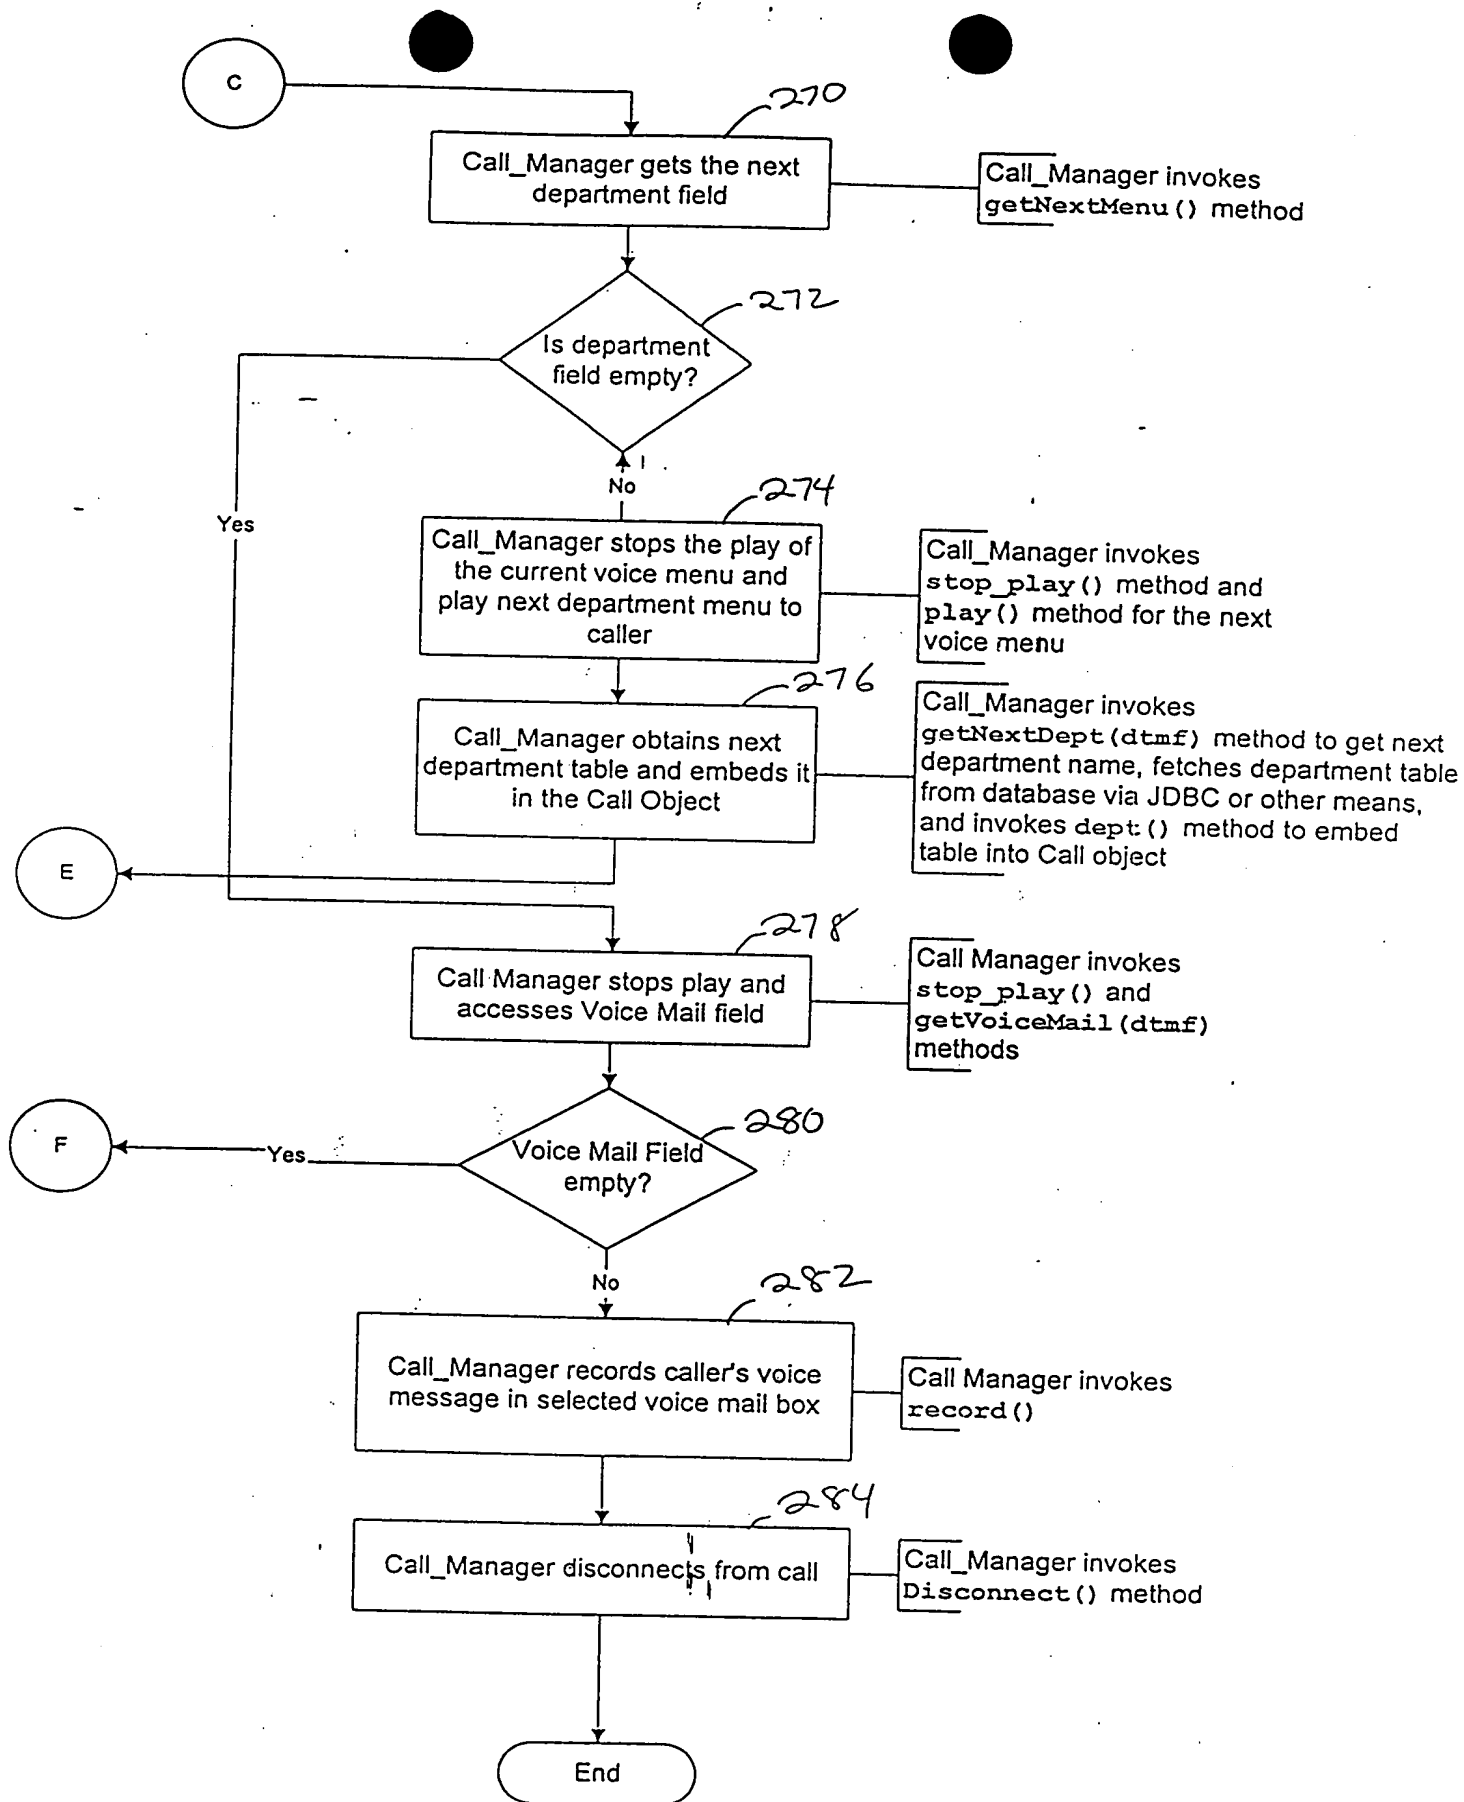 C
270
Call_Manager gets the next
department field
Call_Manager invokes
getNextMenu() method
272
Is department
field empty?
No
Yes
274
Call_Manager stops the play of
the current voice menu and
play next department menu to
caller
Call_Manager invokes
stop_play() method and
play() method for the next
voice menu
276
Call_Manager obtains next
department table and embeds it
in the Call Object
Call_Manager invokes
getNextDept(dtmf) method to get next
department name, fetches department table
from database via JDBC or other means,
and invokes dept() method to embed
table into Call object
E
278
Call Manager stops play and
accesses Voice Mail field
Call Manager invokes
stop_play() and
getVoiceMail(dtmf)
methods
F
Yes
280
Voice Mail Field
empty?
No
282
Call_Manager records caller's voice
message in selected voice mail box
Call Manager invokes
record()
284
Call_Manager disconnects from call
Call_Manager invokes
Disconnect() method
End